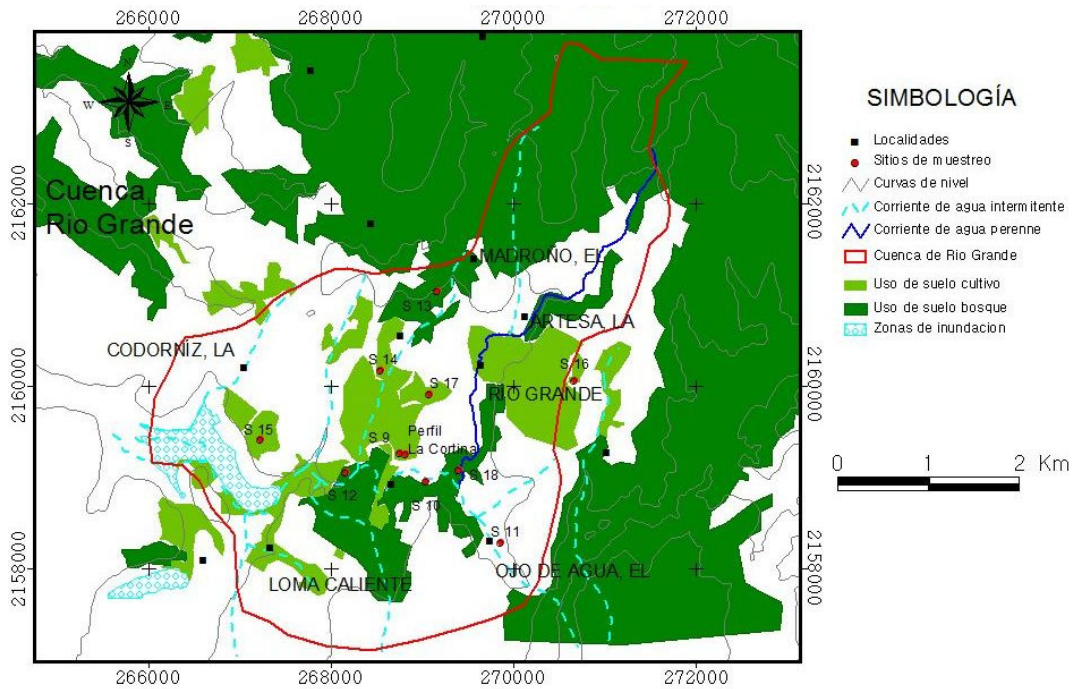 266000 268000 270000 272000
W E
S
Cuenca
Rio Grande
2162000
2160000
2158000
MADROÑO, EL
S 13
ARTESA, LA
CODORNIZ, LA
S 14
S 16
S 17
RIO GRANDE
S 15
S 9
Perfil
La Cortina
S 12
S 18
S 10
S 11
LOMA CALIENTE
OJO DE AGUA, EL
2162000
2160000
2158000
266000 268000 270000 272000
SIMBOLOGÍA
Localidades
Sitios de muestreo
Curvas de nivel
Corriente de agua intermitente
Corriente de agua perenne
Cuenca de Rio Grande
Uso de suelo cultivo
Uso de suelo bosque
Zonas de inundacion
0 1 2 Km